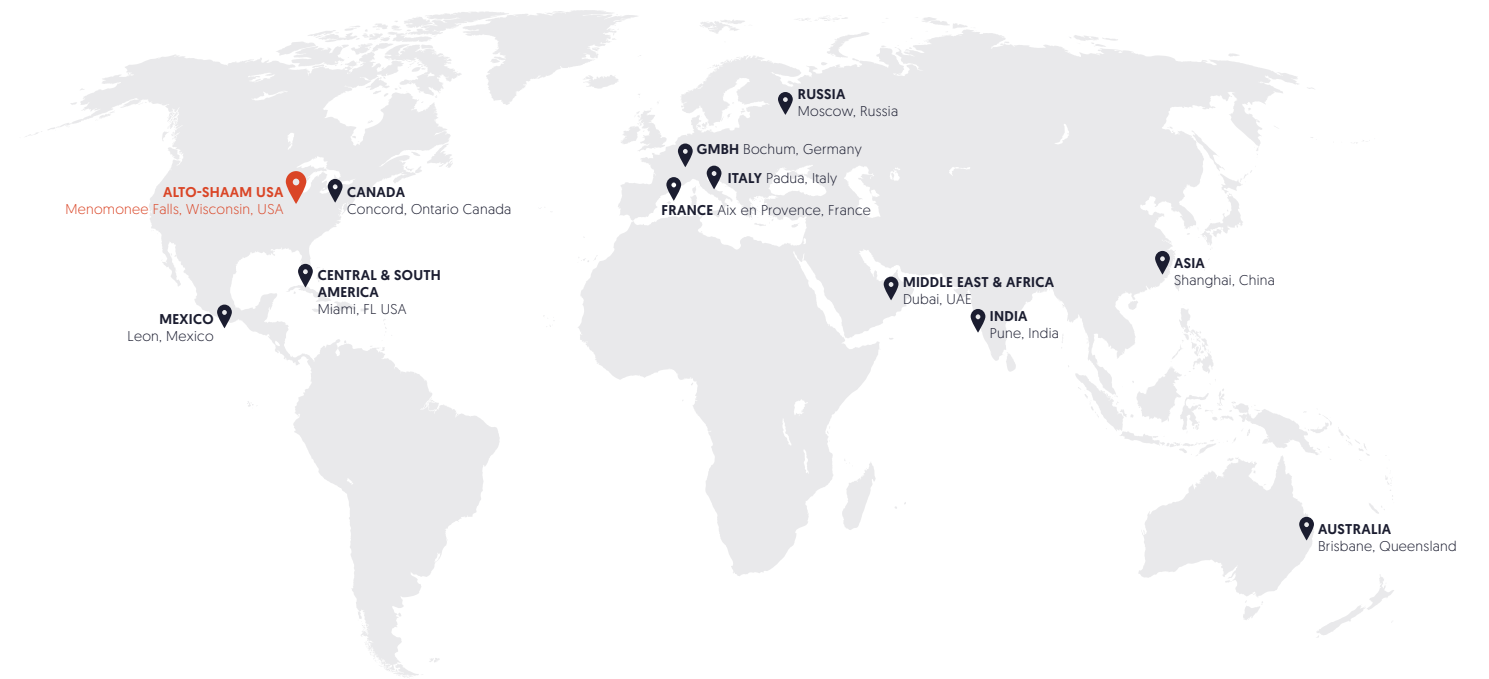 RUSSIA
Moscow, Russia
GMBH Bochum, Germany
ITALY Padua, Italy
FRANCE Aix en Provence, France
ALTO-SHAAM USA
Menomonee Falls, Wisconsin, USA
CANADA
Concord, Ontario Canada
CENTRAL & SOUTH
AMERICA
Miami, FL USA
MEXICO
Leon, Mexico
MIDDLE EAST & AFRICA
Dubai, UAE
INDIA
Pune, India
ASIA
Shanghai, China
AUSTRALIA
Brisbane, Queensland